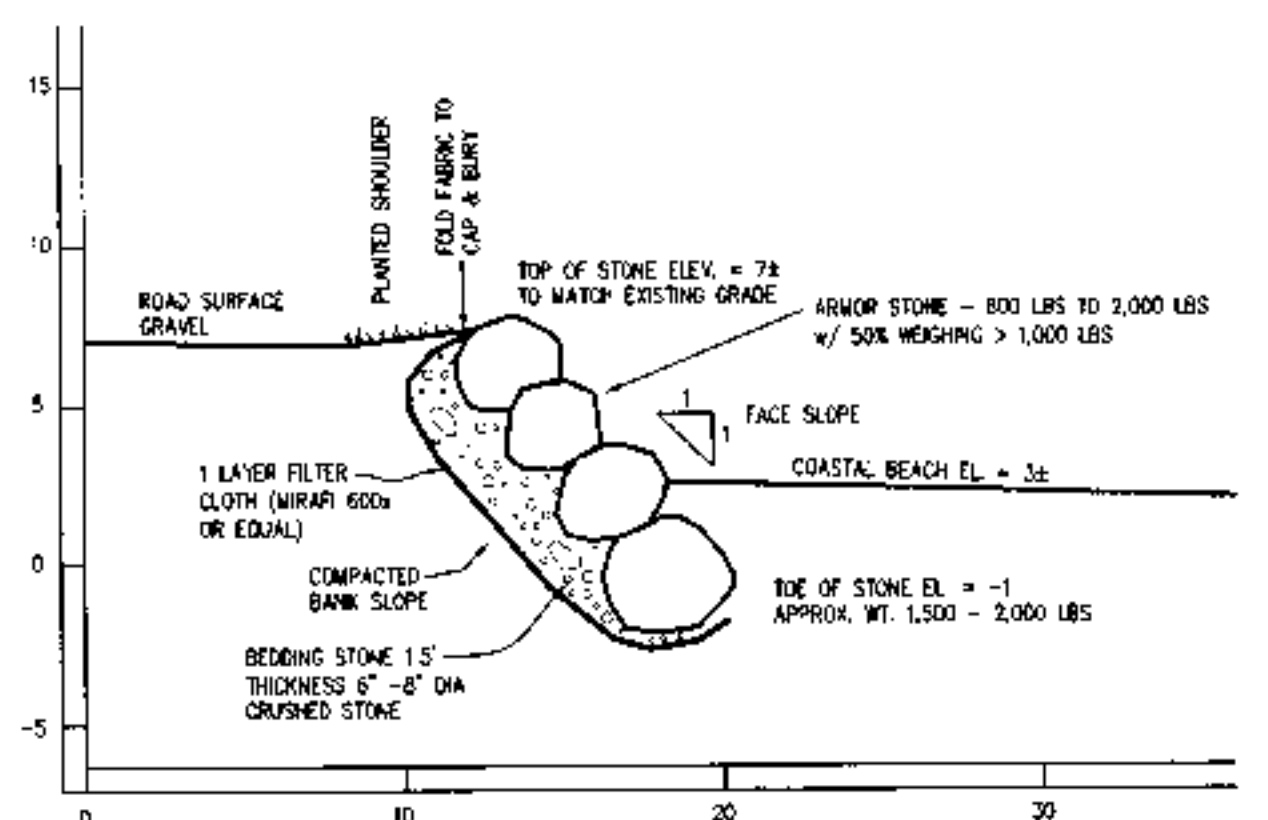 15
10
5
0
-5
PLANTED SHOULDER
FOLD FABRIC TO
CAP & BURY
ROAD SURFACE
GRAVEL
TOP OF STONE ELEV. = 7±
TO MATCH EXISTING GRADE
ARMOR STONE - 800 LBS TO 2,000 LBS
w/ 50% WEIGHING > 1,000 LBS
1
1
FACE SLOPE
COASTAL BEACH EL. = 3±
1 LAYER FILTER
CLOTH (MIRAFI 600x
OR EQUAL)
COMPACTED
BANK SLOPE
TOE OF STONE EL = -1
APPROX. WT. 1,500 - 2,000 LBS
BEDDING STONE 1.5'
THICKNESS 6" -8" DIA
CRUSHED STONE
0
10
20
30